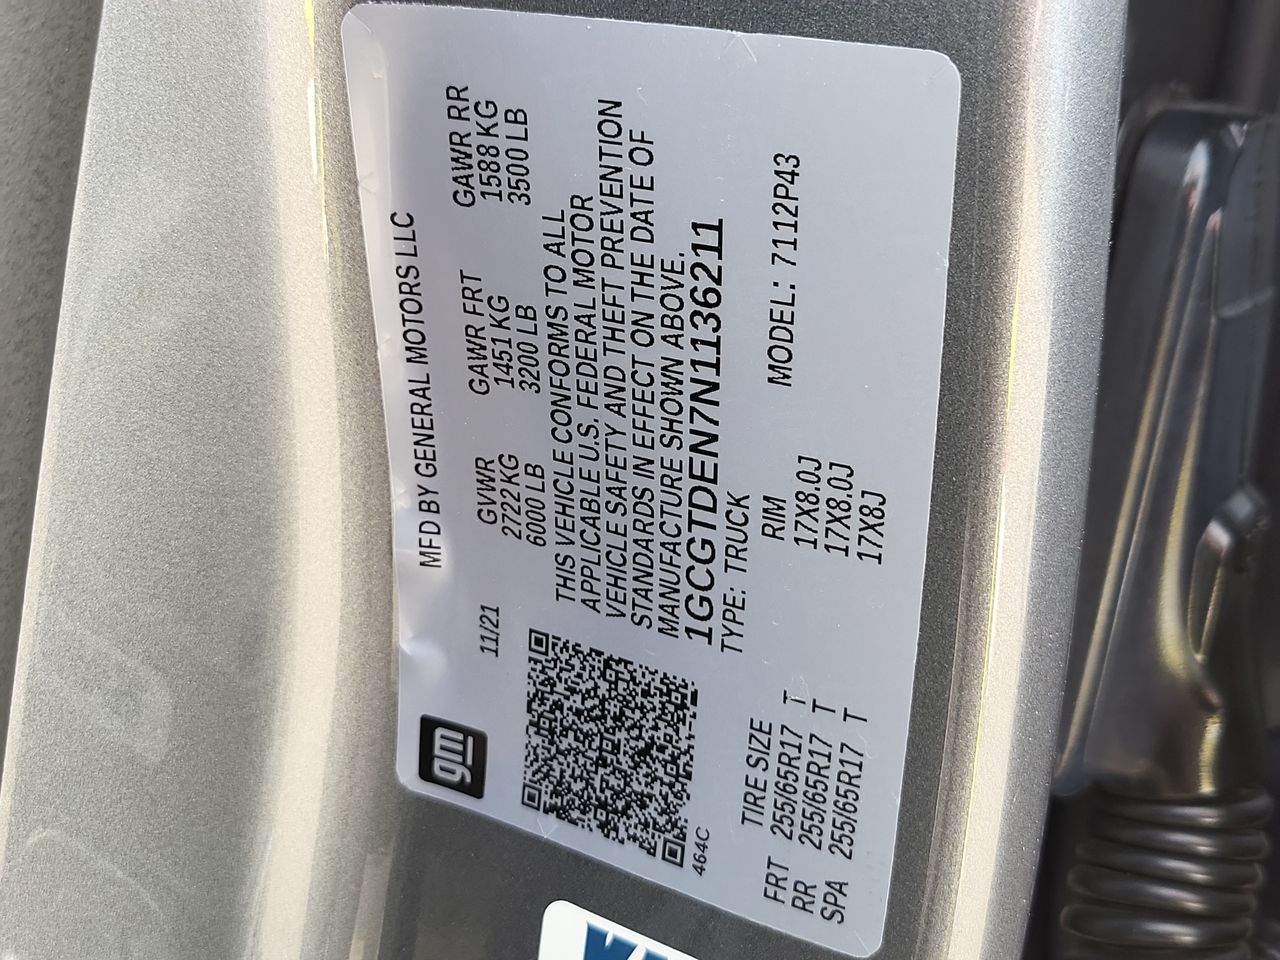 gm
MFD BY GENERAL MOTORS LLC
11/21
GVWR GAWR FRT GAWR RR
2722 KG 1451 KG 1588 KG
6000 LB 3200 LB 3500 LB
THIS VEHICLE CONFORMS TO ALL
APPLICABLE U.S. FEDERAL MOTOR
VEHICLE SAFETY AND THEFT PREVENTION
STANDARDS IN EFFECT ON THE DATE OF
MANUFACTURE SHOWN ABOVE.
1GCGTDEN7N1136211
464C
TYPE: TRUCK
MODEL: 7112P43
TIRE SIZE RIM
FRT 255/65R17 T 17X8.0J
RR 255/65R17 T 17X8.0J
SPA 255/65R17 T 17X8J